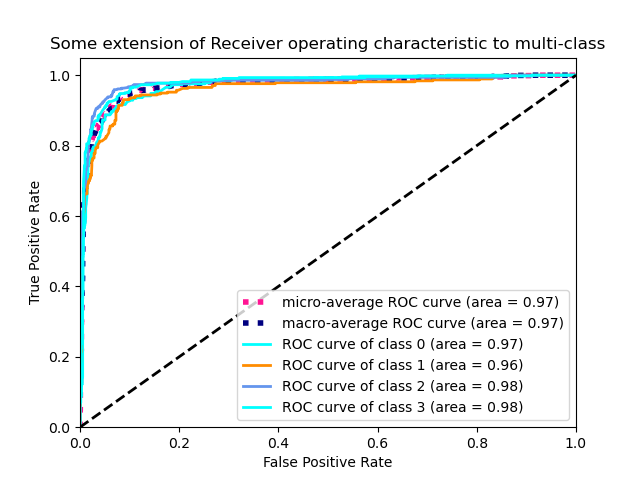 Some extension of Receiver operating characteristic to multi-class
1.0
0.8
0.6
0.4
0.2
0.0
True Positive Rate
micro-average ROC curve (area = 0.97)
macro-average ROC curve (area = 0.97)
ROC curve of class 0 (area = 0.97)
ROC curve of class 1 (area = 0.96)
ROC curve of class 2 (area = 0.98)
ROC curve of class 3 (area = 0.98)
0.0 0.2 0.4 0.6 0.8 1.0
False Positive Rate